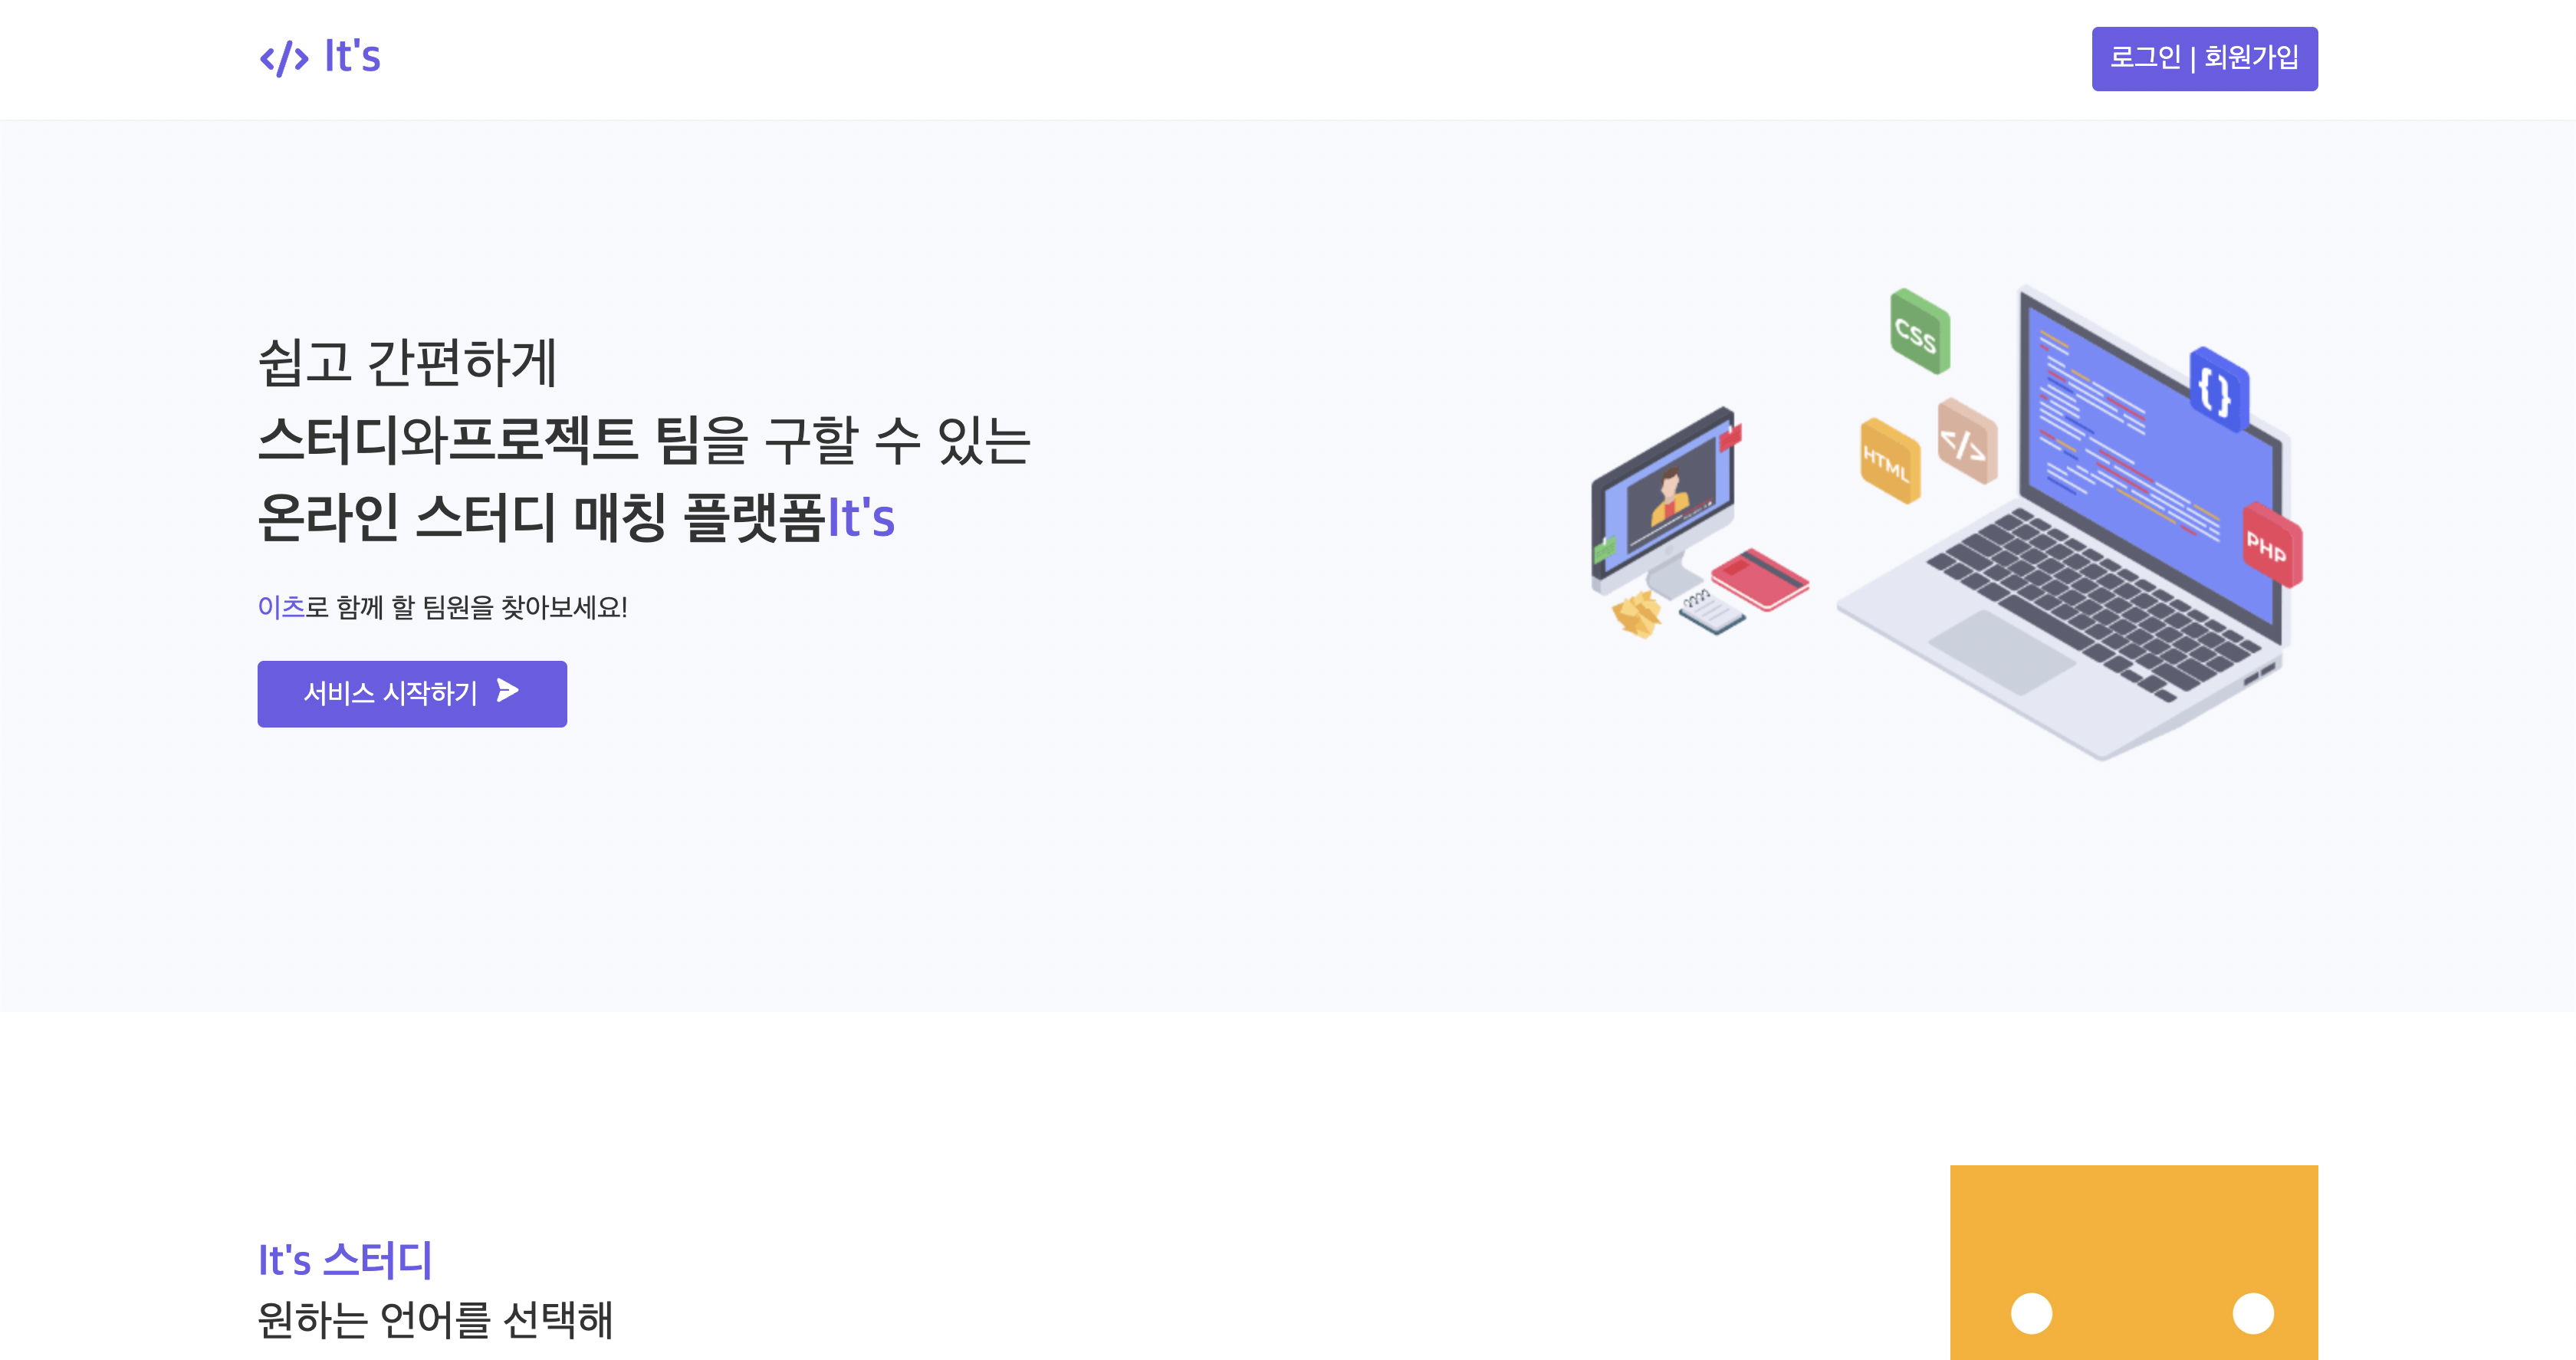 </> It's
로그인 | 회원가입
쉽고 간편하게
스터디와프로젝트 팀을 구할 수 있는
온라인 스터디 매칭 플랫폼It's
이츠로 함께 할 팀원을 찾아보세요!
서비스 시작하기
CSS
{}
HTML
</>
PHP
It's 스터디
원하는 언어를 선택해